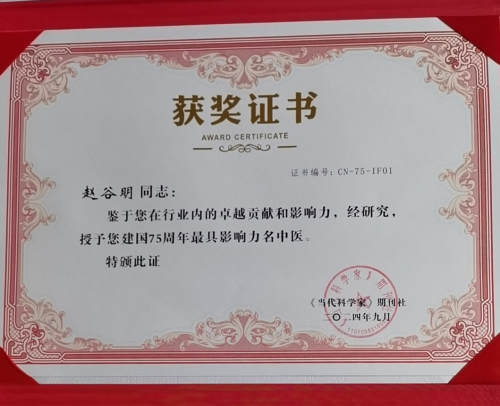 获奖证书
AWARD CERTIFICATE
证书编号：CN-75-IF01
赵谷明 同志：
鉴于您在行业内的卓越贡献和影响力，经研究，
授予您建国75周年最具影响力名中医。
特颁此证
《当代科学家》期刊社
二〇二四年九月